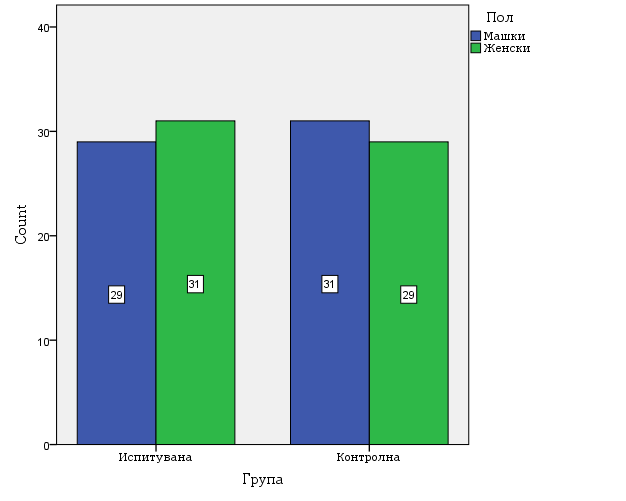 Пол
Машки
Женски
40
30
20
10
0
Count
29
31
31
29
Испитувана
Контролна
Група